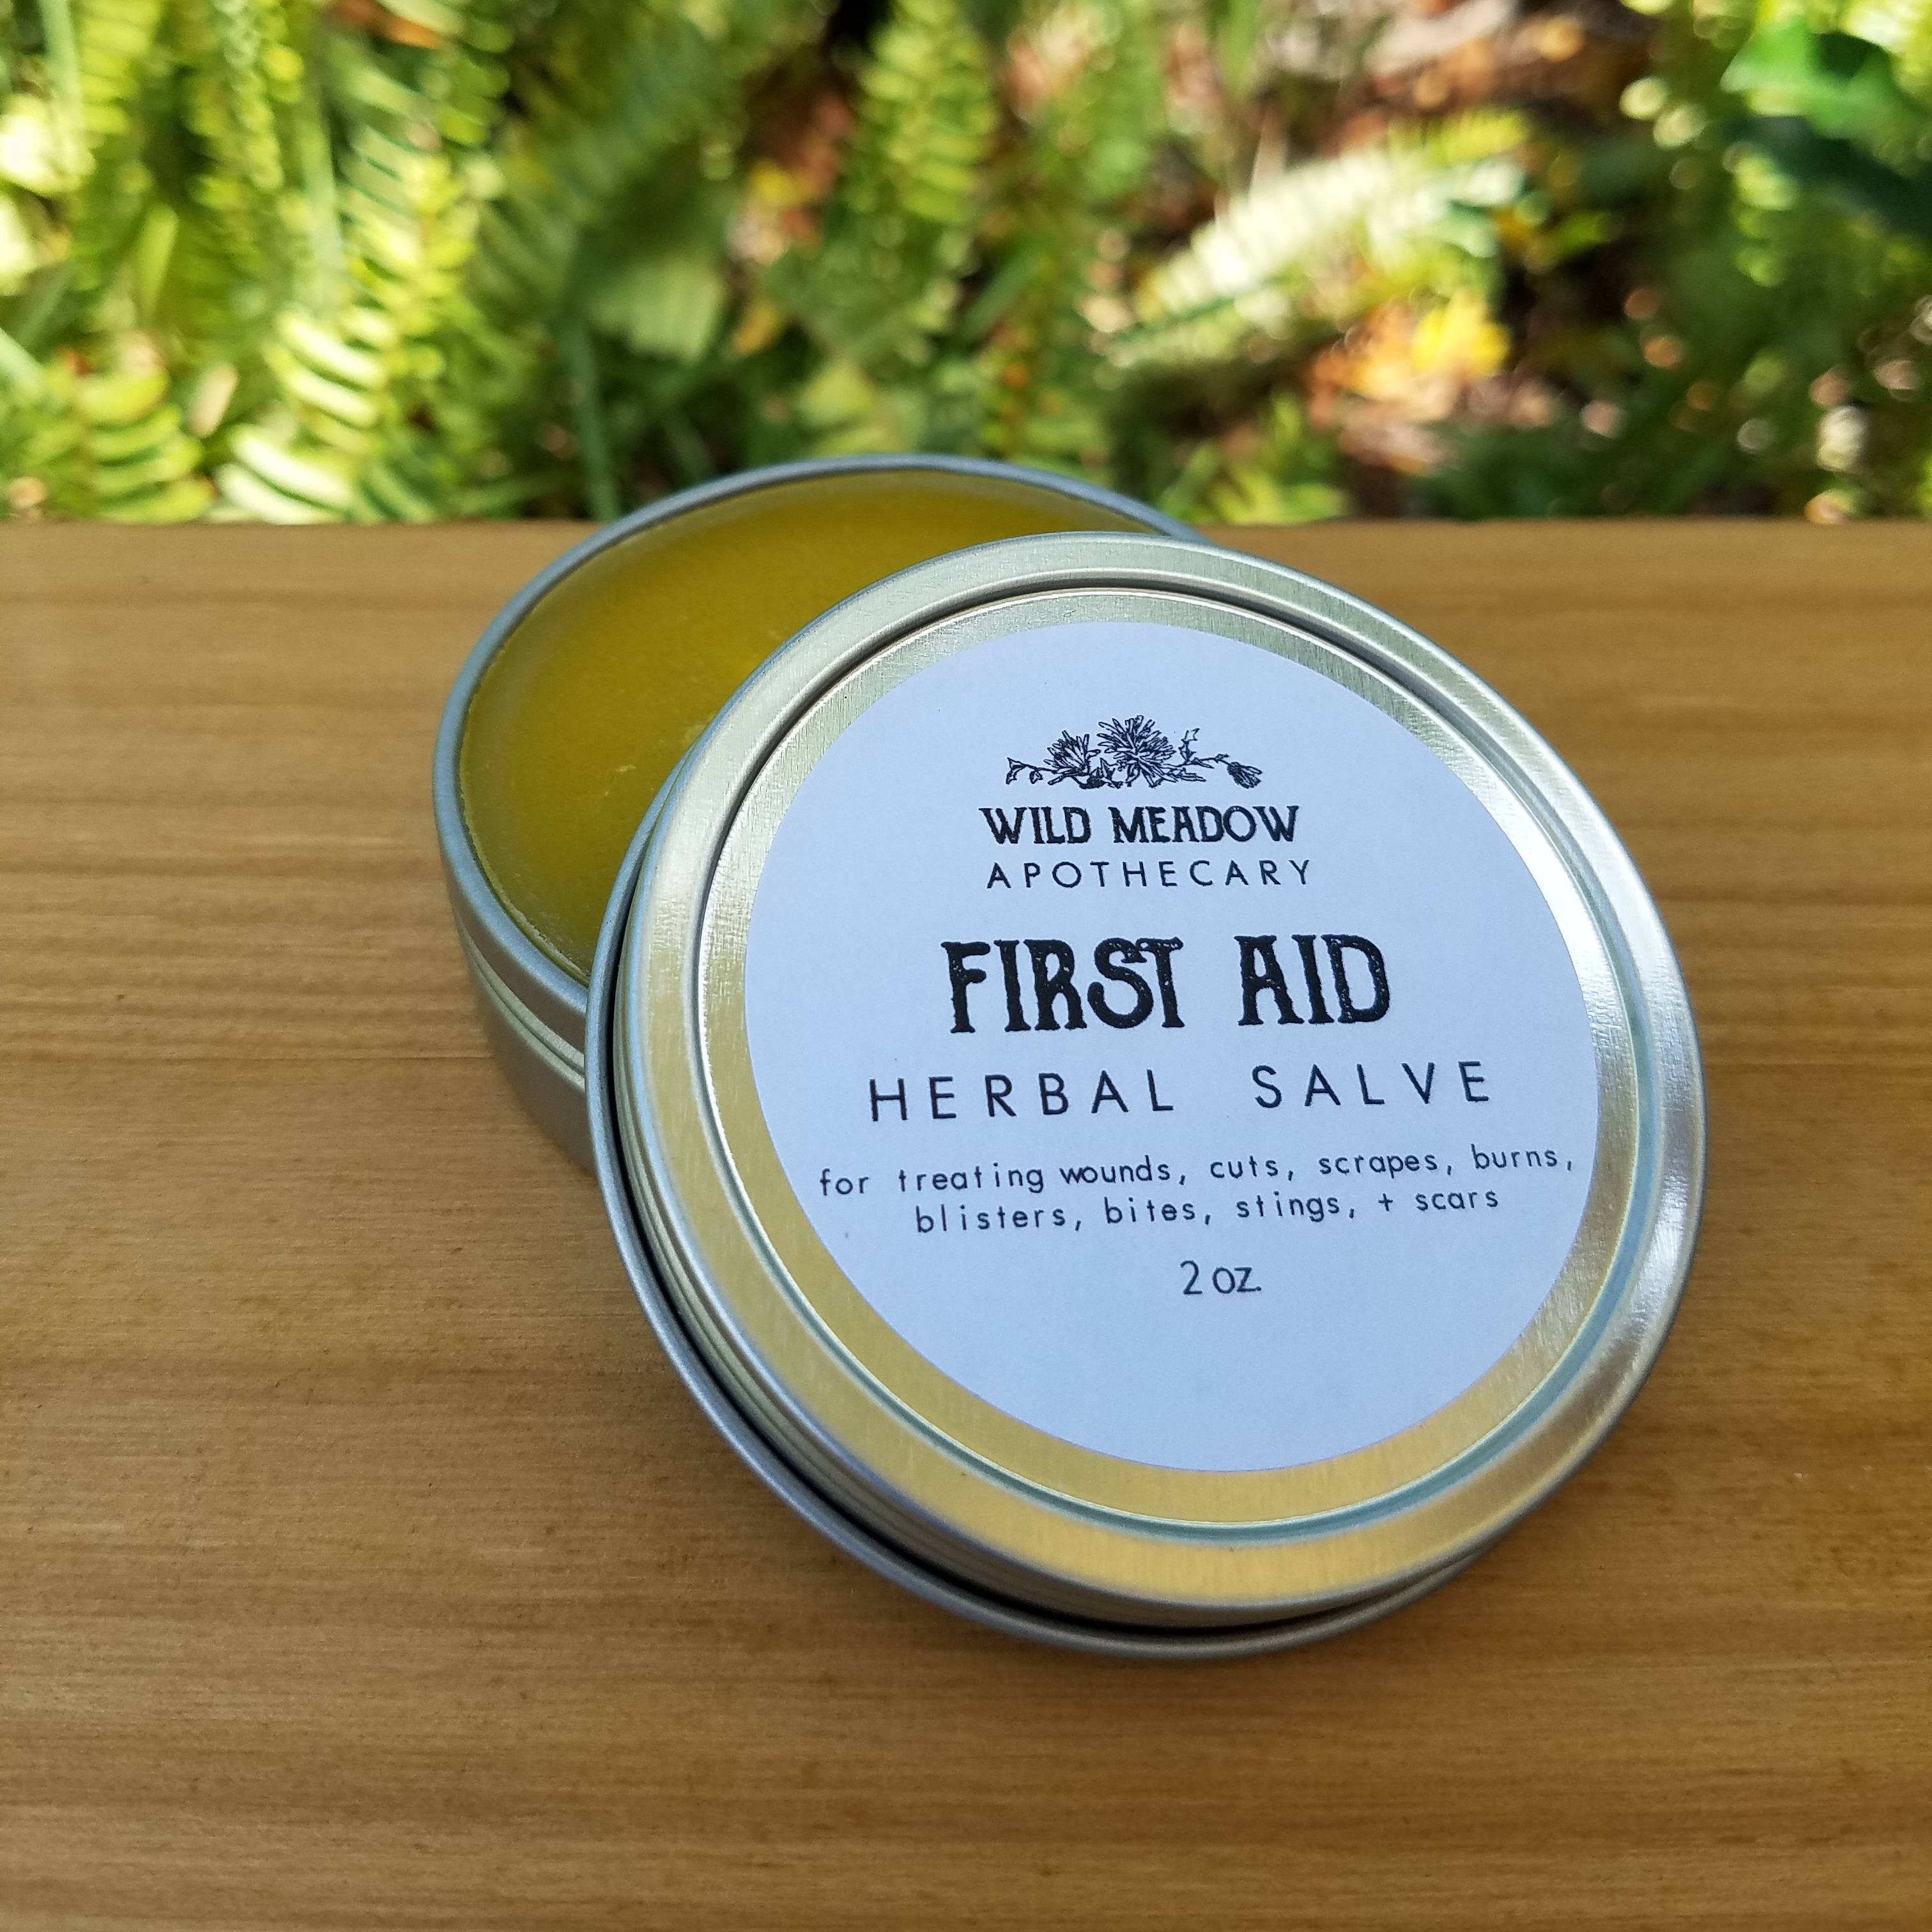 WILD MEADOW
APOTHECARY
FIRST AID
HERBAL SALVE
for treating wounds, cuts, scrapes, burns,
blisters, bites, stings, + scars
2 oz.